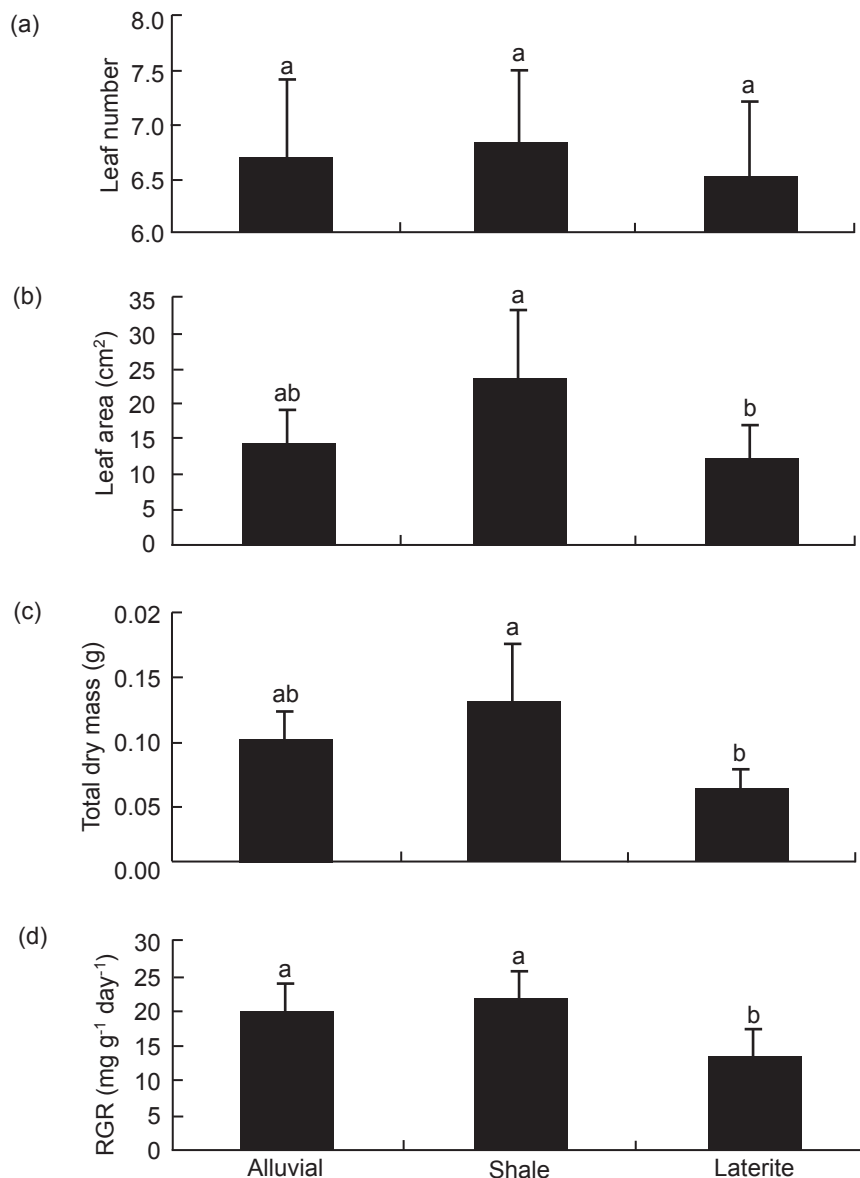 (a)
Leaf number
8.0
7.5
7.0
6.5
6.0
a
a
a
(b)
Leaf area (cm²)
35
30
25
20
15
10
5
0
ab
a
b
(c)
Total dry mass (g)
0.02
0.15
0.10
0.05
0.00
ab
a
b
(d)
RGR (mg g⁻¹ day⁻¹)
30
25
20
15
10
5
0
a
a
b
Alluvial
Shale
Laterite